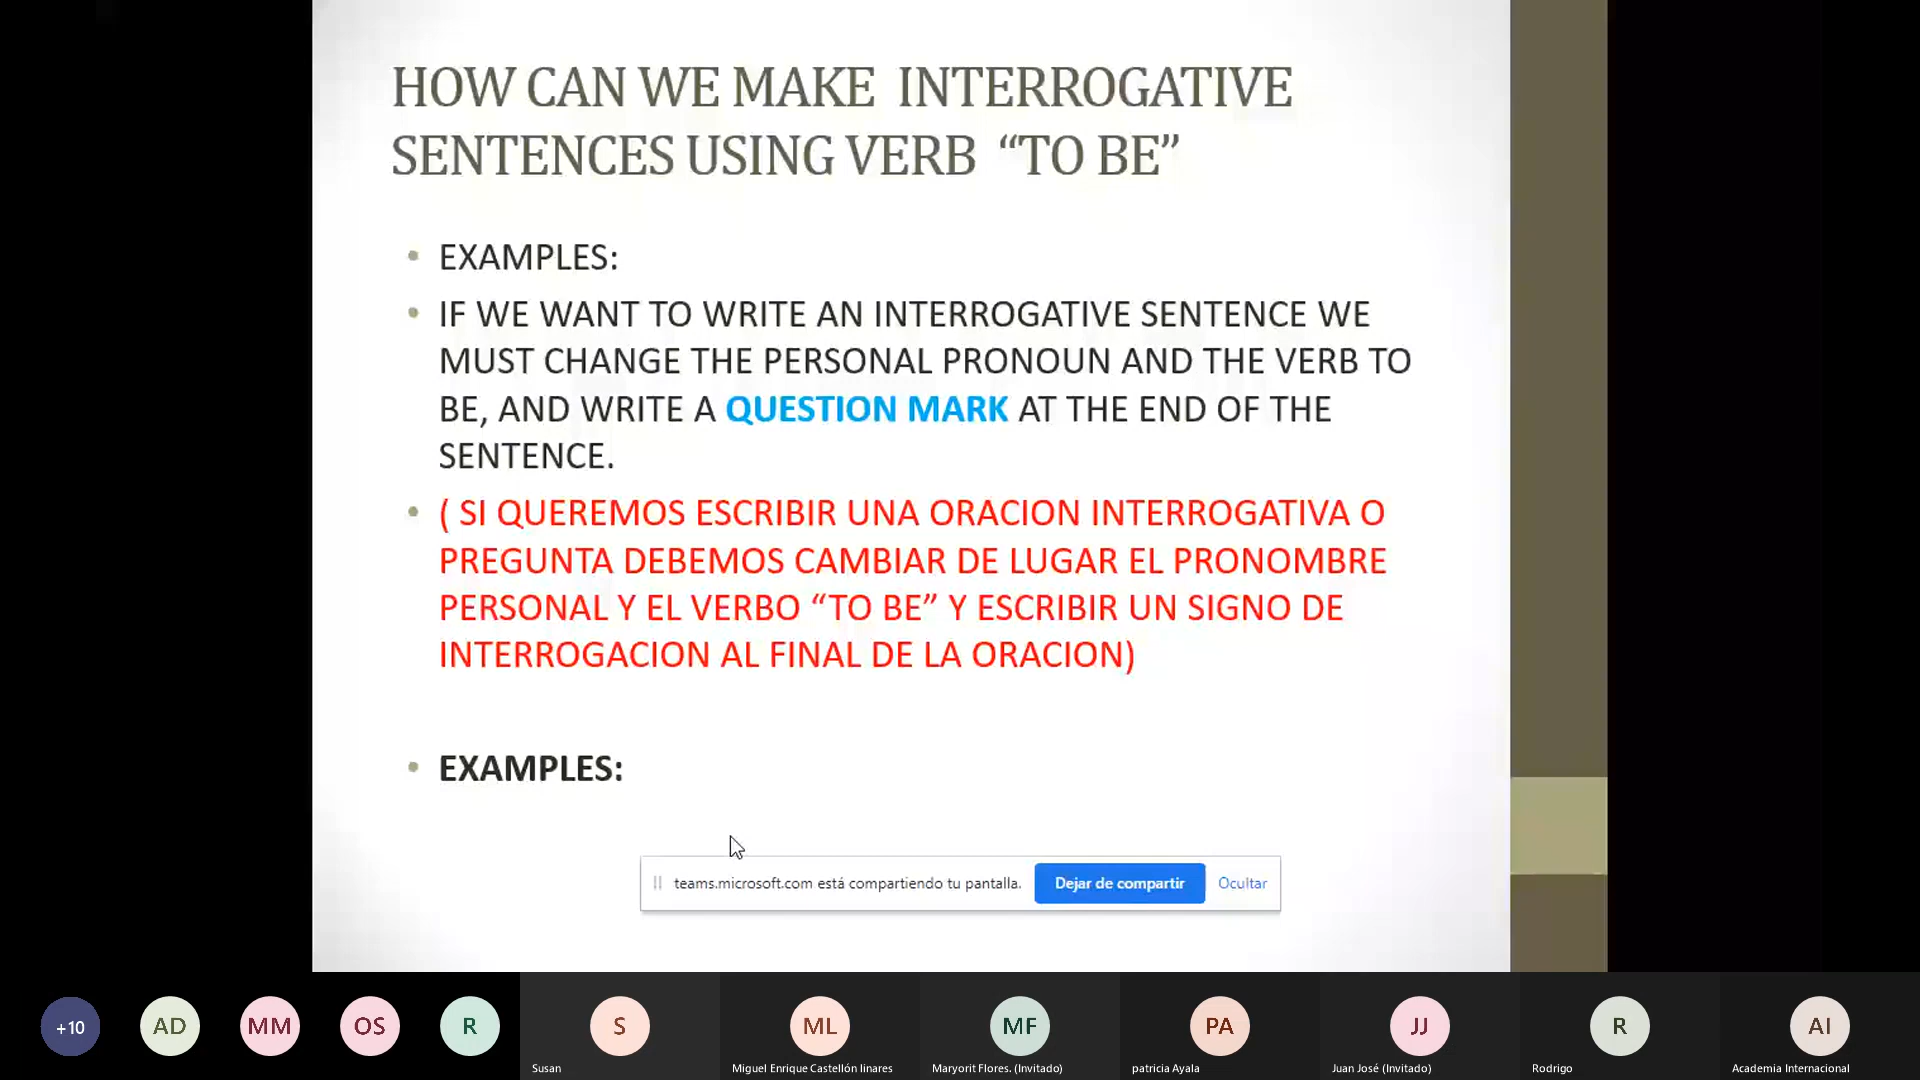 HOW CAN WE MAKE INTERROGATIVE
SENTENCES USING VERB “TO BE”
• EXAMPLES:
• IF WE WANT TO WRITE AN INTERROGATIVE SENTENCE WE
MUST CHANGE THE PERSONAL PRONOUN AND THE VERB TO
BE, AND WRITE A QUESTION MARK AT THE END OF THE
SENTENCE.
• ( SI QUEREMOS ESCRIBIR UNA ORACION INTERROGATIVA O
PREGUNTA DEBEMOS CAMBIAR DE LUGAR EL PRONOMBRE
PERSONAL Y EL VERBO “TO BE” Y ESCRIBIR UN SIGNO DE
INTERROGACION AL FINAL DE LA ORACION)
• EXAMPLES:
teams.microsoft.com está compartiendo tu pantalla. Dejar de compartir Ocultar
+10 AD MM OS R S ML MF PA JJ R AI
Susan Miguel Enrique Castellón linares Maryorit Flores. (Invitado) patricia Ayala Juan José (Invitado) Rodrigo Academia Internacional